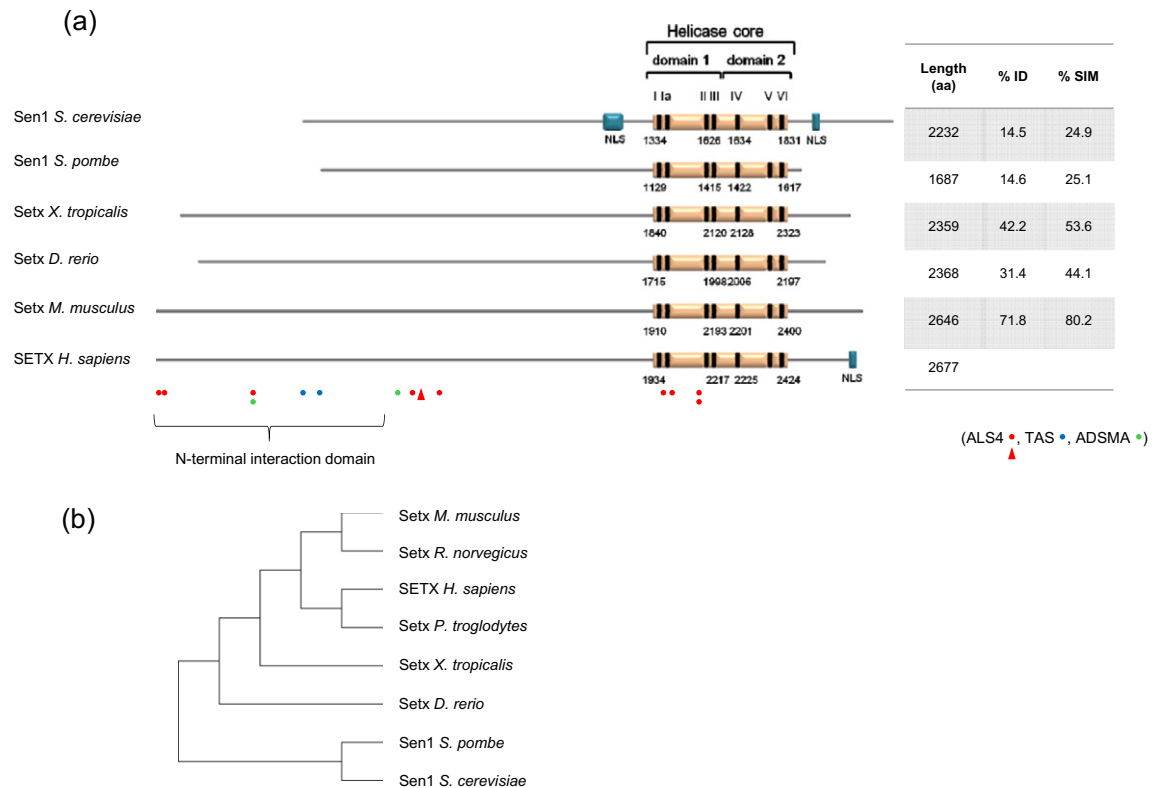 (a)
Helicase core
domain 1 domain 2
I Ia II III IV V VI
Length (aa) % ID % SIM
Sen1 S. cerevisiae
NLS 1334 1626 1634 1831 NLS
2232 14.5 24.9
Sen1 S. pombe
1129 1415 1422 1617
1687 14.6 25.1
Setx X. tropicalis
1840 2120 2128 2323
2359 42.2 53.6
Setx D. rerio
1715 1998 2006 2197
2368 31.4 44.1
Setx M. musculus
1910 2193 2201 2400
2646 71.8 80.2
SETX H. sapiens
1934 2217 2225 2424 NLS
2677
N-terminal interaction domain
(ALS4 , TAS , ADSMA )
(b)
Setx M. musculus
Setx R. norvegicus
SETX H. sapiens
Setx P. troglodytes
Setx X. tropicalis
Setx D. rerio
Sen1 S. pombe
Sen1 S. cerevisiae